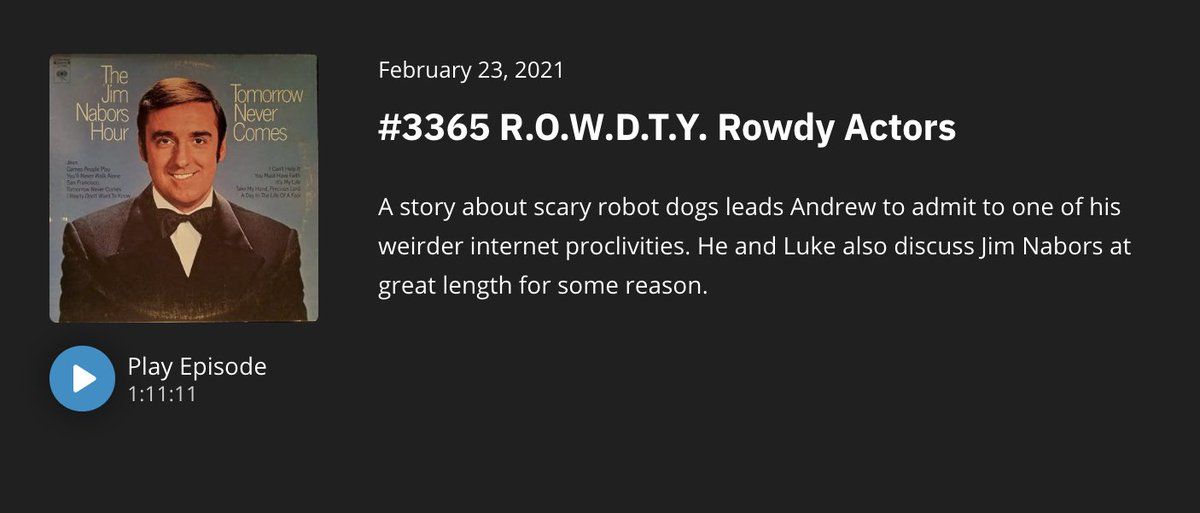 The
Jim
Nabors
Hour
Tomorrow
Never
Comes
Jean
Games People Play
You'll Never Walk Alone
San Francisco
Tomorrow Never Comes
I Really Don't Want To Know
I Can't Help It
You Must Have Faith
It's My Life
Take My Hand, Precious Lord
A Day In The Life Of A Fool
February 23, 2021
#3365 R.O.W.D.T.Y. Rowdy Actors
A story about scary robot dogs leads Andrew to admit to one of his
weirder internet proclivities. He and Luke also discuss Jim Nabors at
great length for some reason.
Play Episode
1:11:11